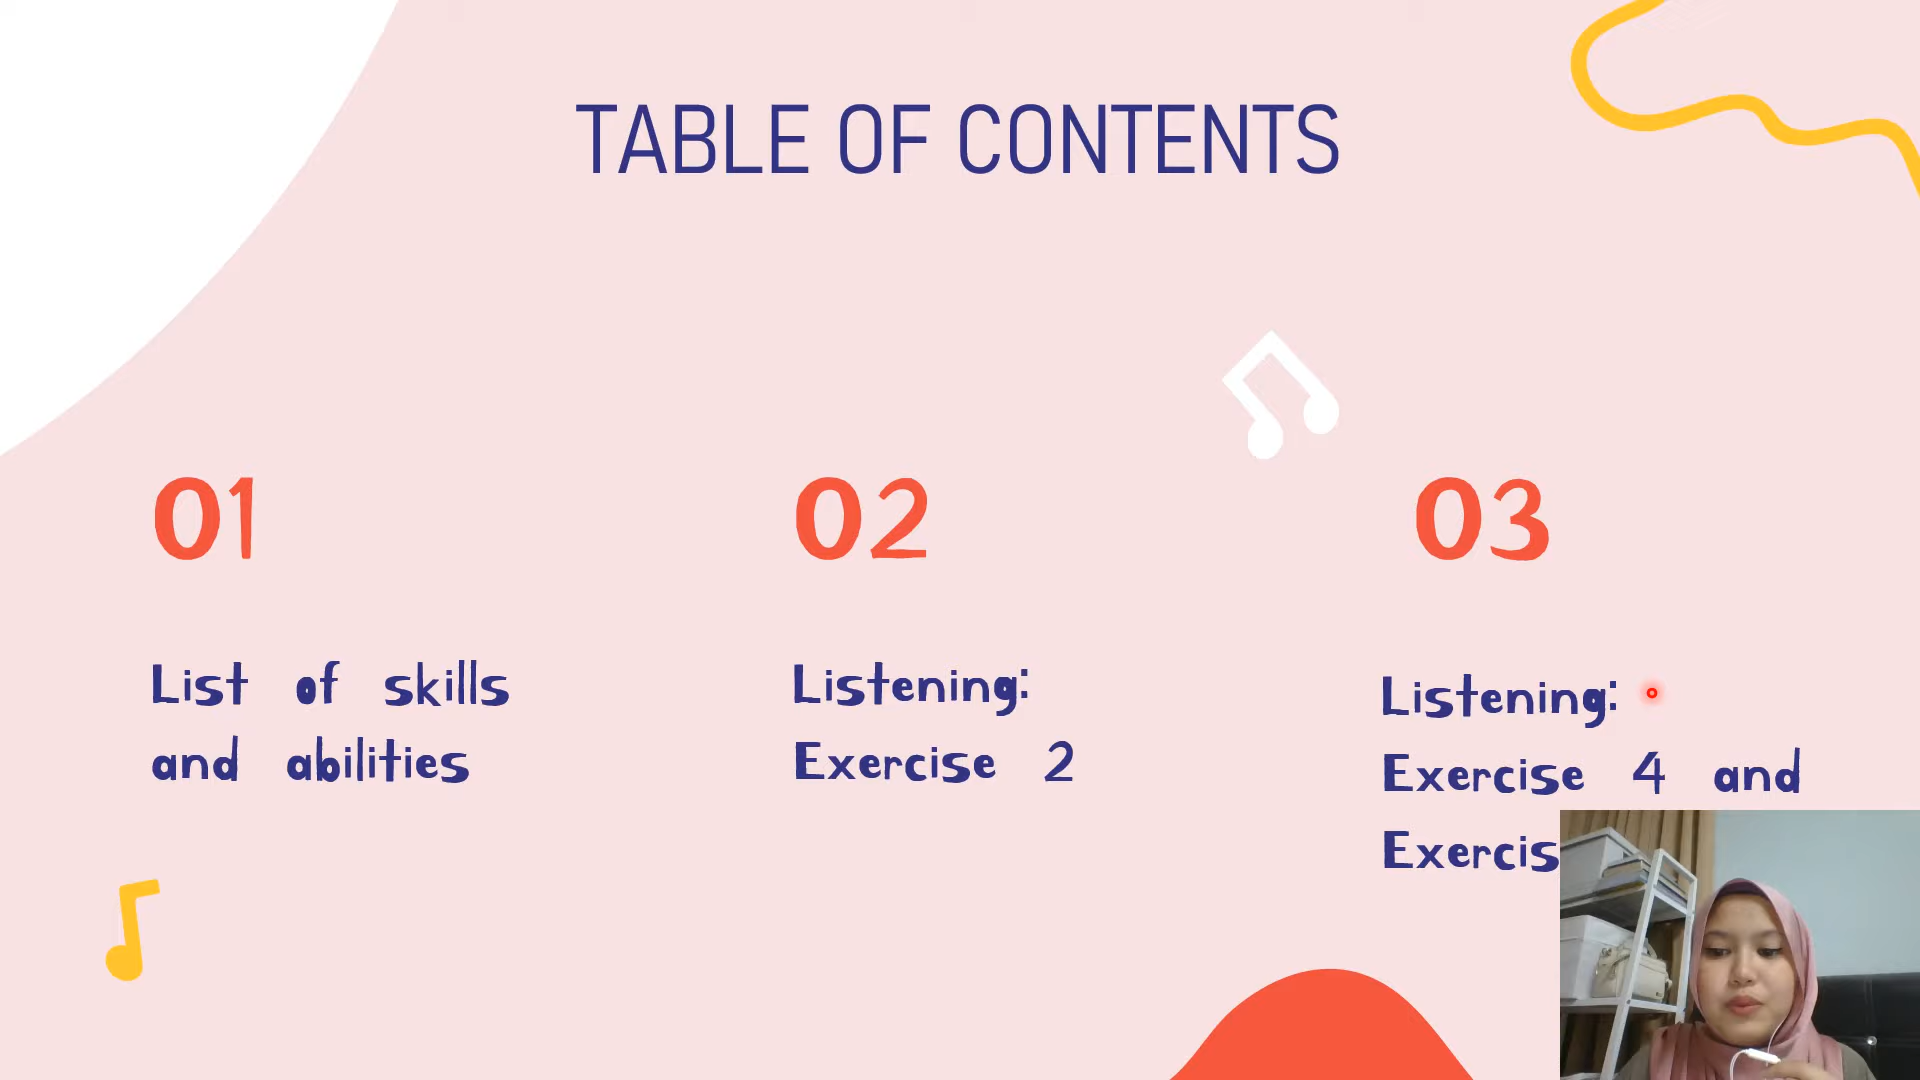 TABLE OF CONTENTS
01
List of skills
and abilities
02
Listening:
Exercise 2
03
Listening:
Exercise 4 and